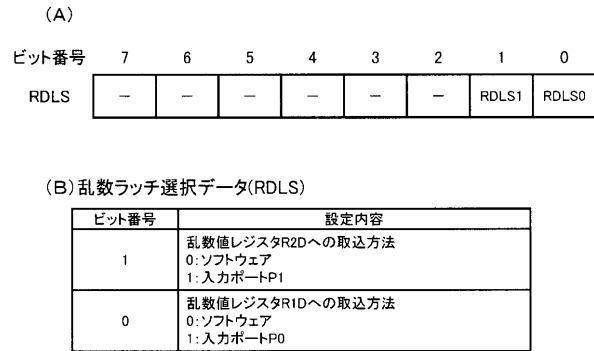 (A)
ビット番号 7 6 5 4 3 2 1 0
RDLS － － － － － － RDLS1 RDLS0
(B)乱数ラッチ選択データ(RDLS)
ビット番号 設定内容
1
乱数値レジスタR2Dへの取込方法
0:ソフトウェア
1:入力ポートP1
0
乱数値レジスタR1Dへの取込方法
0:ソフトウェア
1:入力ポートP0